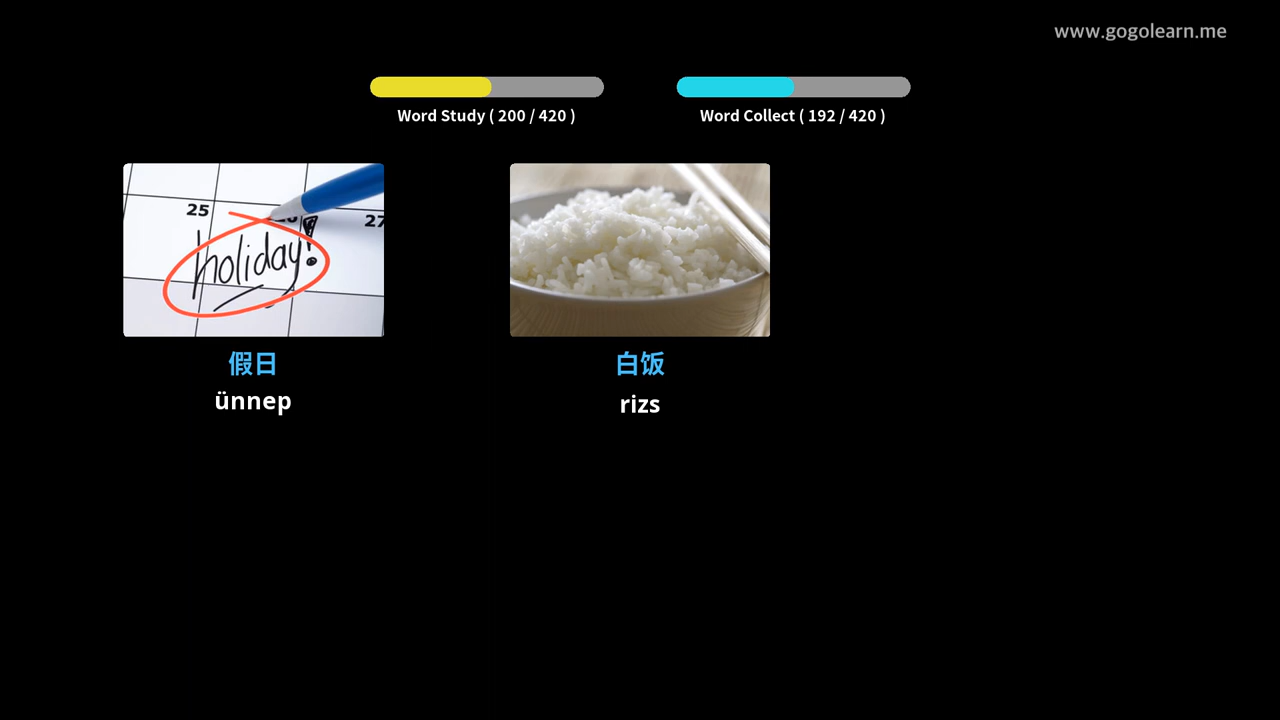 www.gogolearn.me
Word Study ( 200 / 420 )
Word Collect ( 192 / 420 )
25
27
holiday!
假日
白饭
ünnep
rizs